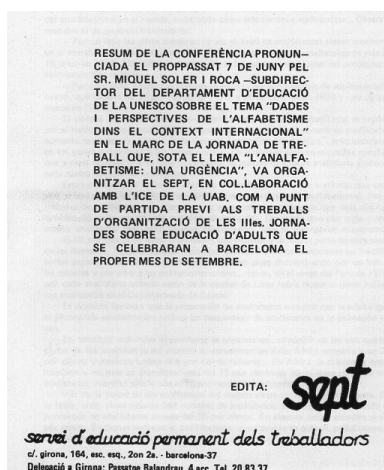 RESUM DE LA CONFERÈNCIA PRONUN–
CIADA EL PROPPASSAT 7 DE JUNY PEL
SR. MIQUEL SOLER I ROCA –SUBDIREC-
TOR DEL DEPARTAMENT D'EDUCACIÓ
DE LA UNESCO SOBRE EL TEMA "DADES
I PERSPECTIVES DE L'ALFABETISME
DINS EL CONTEXT INTERNACIONAL"
EN EL MARC DE LA JORNADA DE TRE-
BALL QUE, SOTA EL LEMA "L'ANALFA-
BETISME: UNA URGÈNCIA", VA ORGA-
NITZAR EL SEPT, EN COL.LABORACIÓ
AMB L'ICE DE LA UAB, COM A PUNT
DE PARTIDA PREVI ALS TREBALLS
D'ORGANITZACIÓ DE LES IIIes. JORNA-
DES SOBRE EDUCACIÓ D'ADULTS QUE
SE CELEBRARAN A BARCELONA EL
PROPER MES DE SETEMBRE.
EDITA: sept
servei d'educació permanent dels treballadors
c/. girona, 164, esc. esq., 2on 2a. - barcelona-37
Delegació a Girona: Passatge Balandrau, 4 acc. Tel. 20 83 37